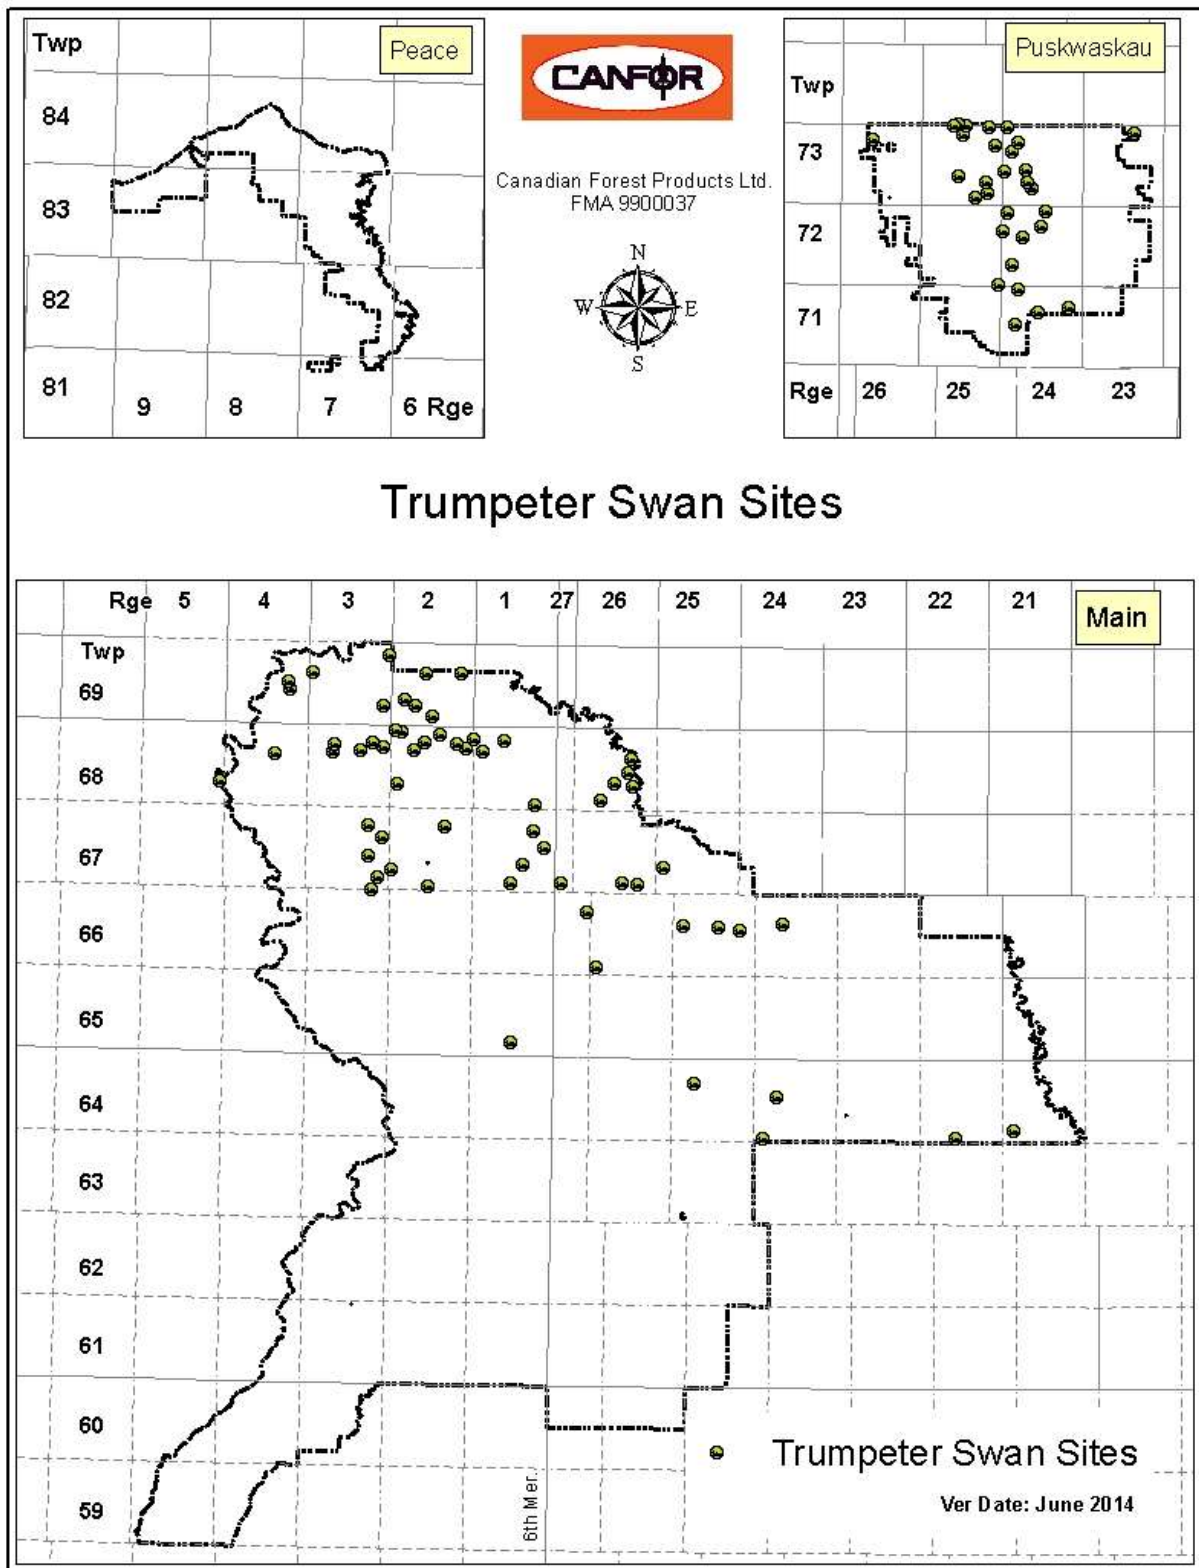 Twp
Peace
84
83
82
81
9 8 7 6 Rge
CANFOR
Canadian Forest Products Ltd.
FMA 9900037
N
W E
S
Puskwaskau
Twp
73
72
71
Rge 26 25 24 23
Trumpeter Swan Sites
Rge 5 4 3 2 1 27 26 25 24 23 22 21
Main
Twp
69
68
67
66
65
64
63
62
61
60
59
6th Mer.
Trumpeter Swan Sites
Ver Date: June 2014